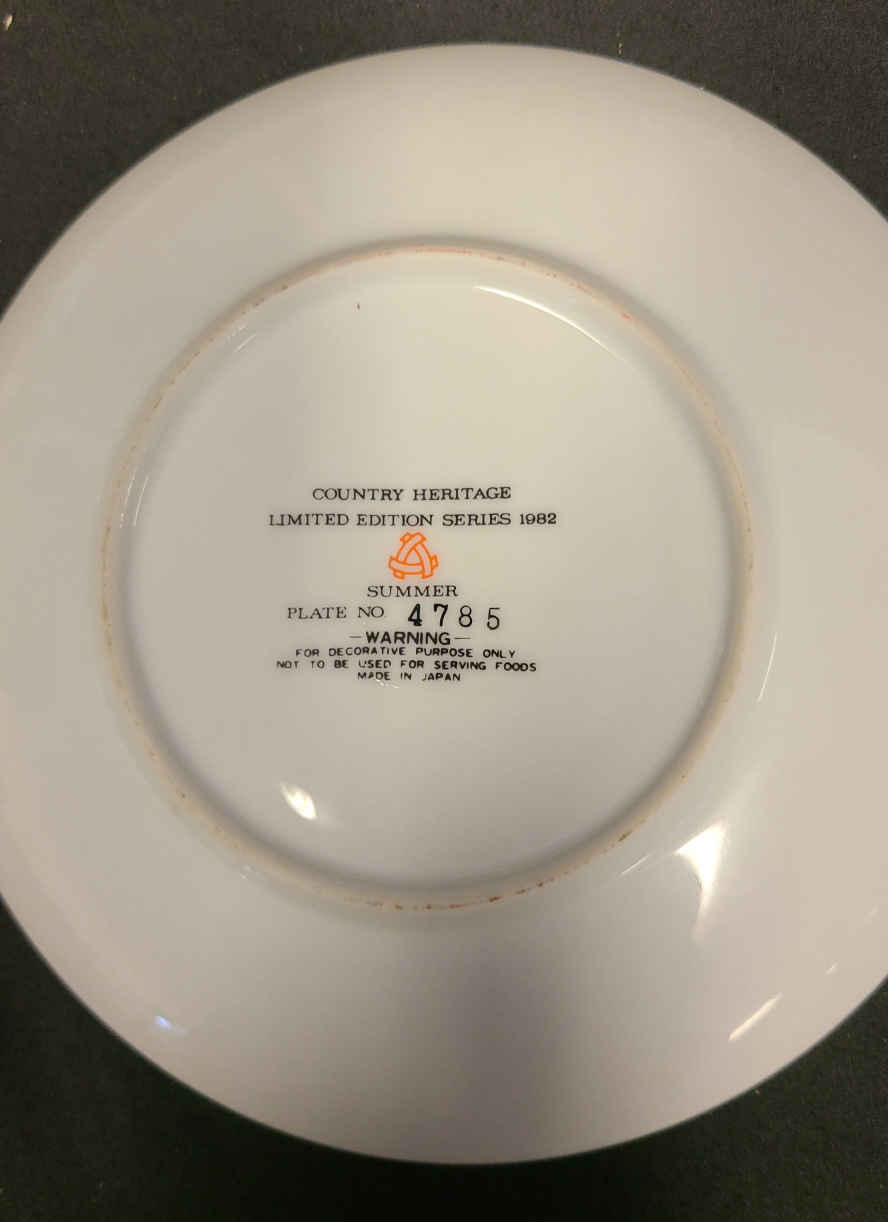 COUNTRY HERITAGE
LIMITED EDITION SERIES 1982
SUMMER
PLATE NO. 4785
—WARNING—
FOR DECORATIVE PURPOSE ONLY
NOT TO BE USED FOR SERVING FOODS
MADE IN JAPAN